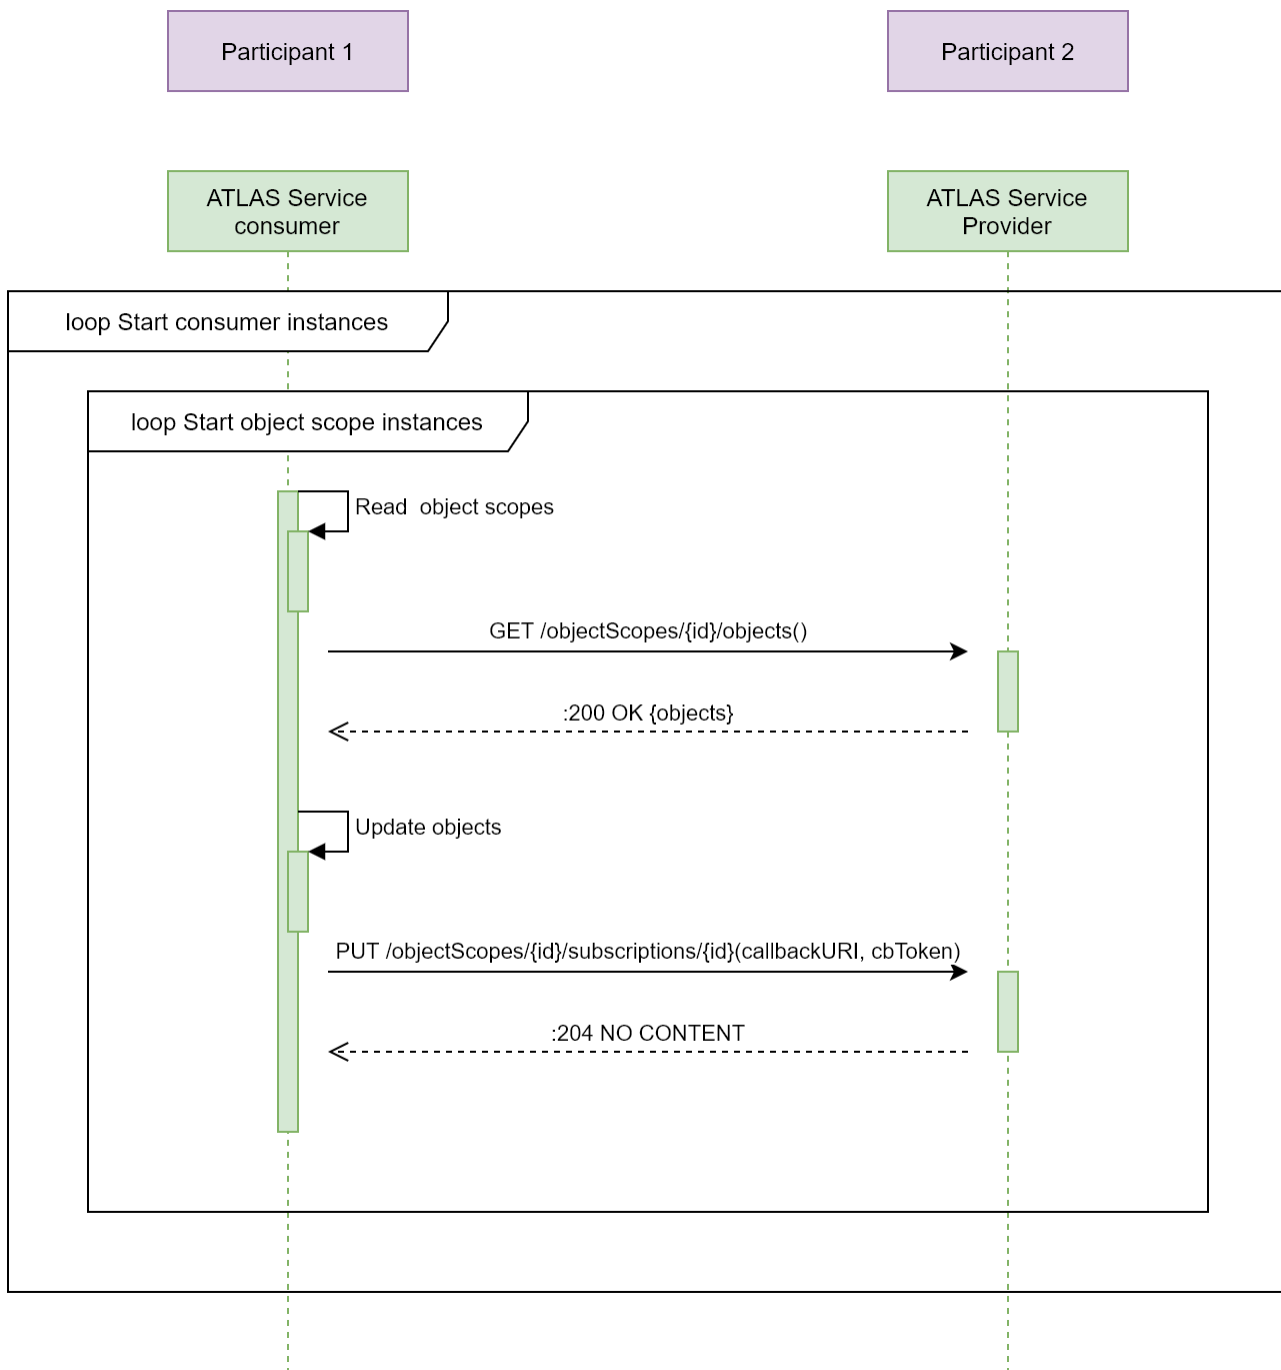 Participant 1
Participant 2
ATLAS Service
consumer
ATLAS Service
Provider
loop Start consumer instances
loop Start object scope instances
Read  object scopes
GET /objectScopes/{id}/objects()
:200 OK {objects}
Update objects
PUT /objectScopes/{id}/subscriptions/{id}(callbackURI, cbToken)
:204 NO CONTENT